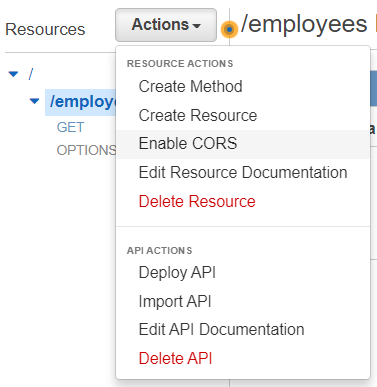 Resources
Actions
/employees
/
/employe
GET
OPTIONS
RESOURCE ACTIONS
Create Method
Create Resource
Enable CORS
Edit Resource Documentation
Delete Resource
API ACTIONS
Deploy API
Import API
Edit API Documentation
Delete API